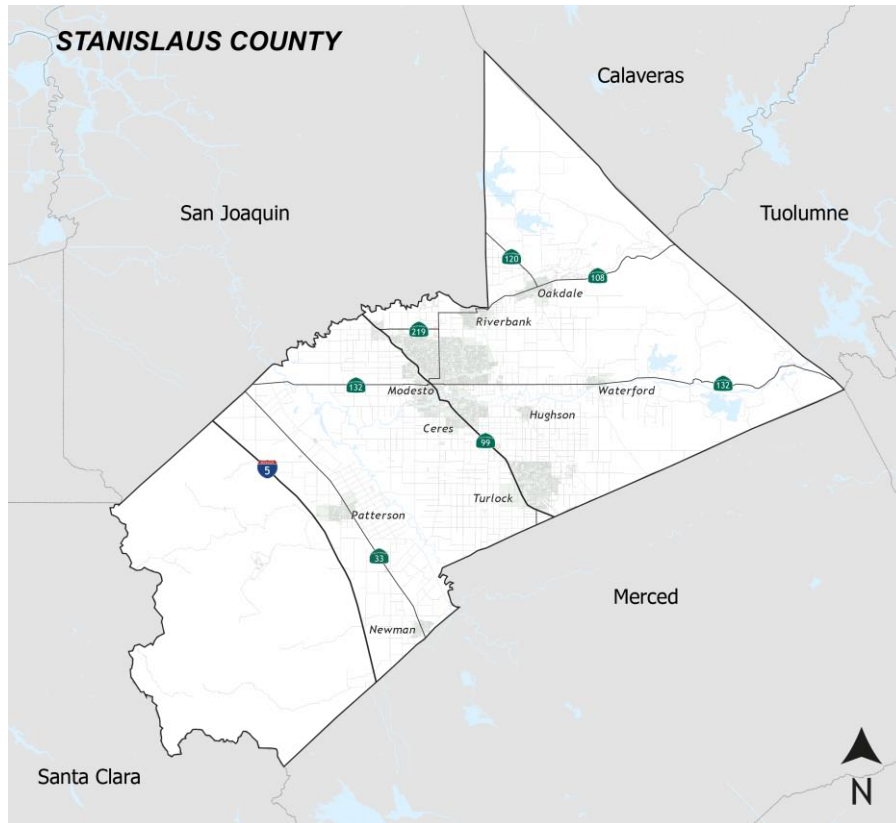 STANISLAUS COUNTY
Calaveras
San Joaquin
Tuolumne
120
108
Oakdale
Riverbank
219
132
Modesto
Waterford
132
Hughson
Ceres
99
5
Turlock
Patterson
33
Merced
Newman
Santa Clara
N